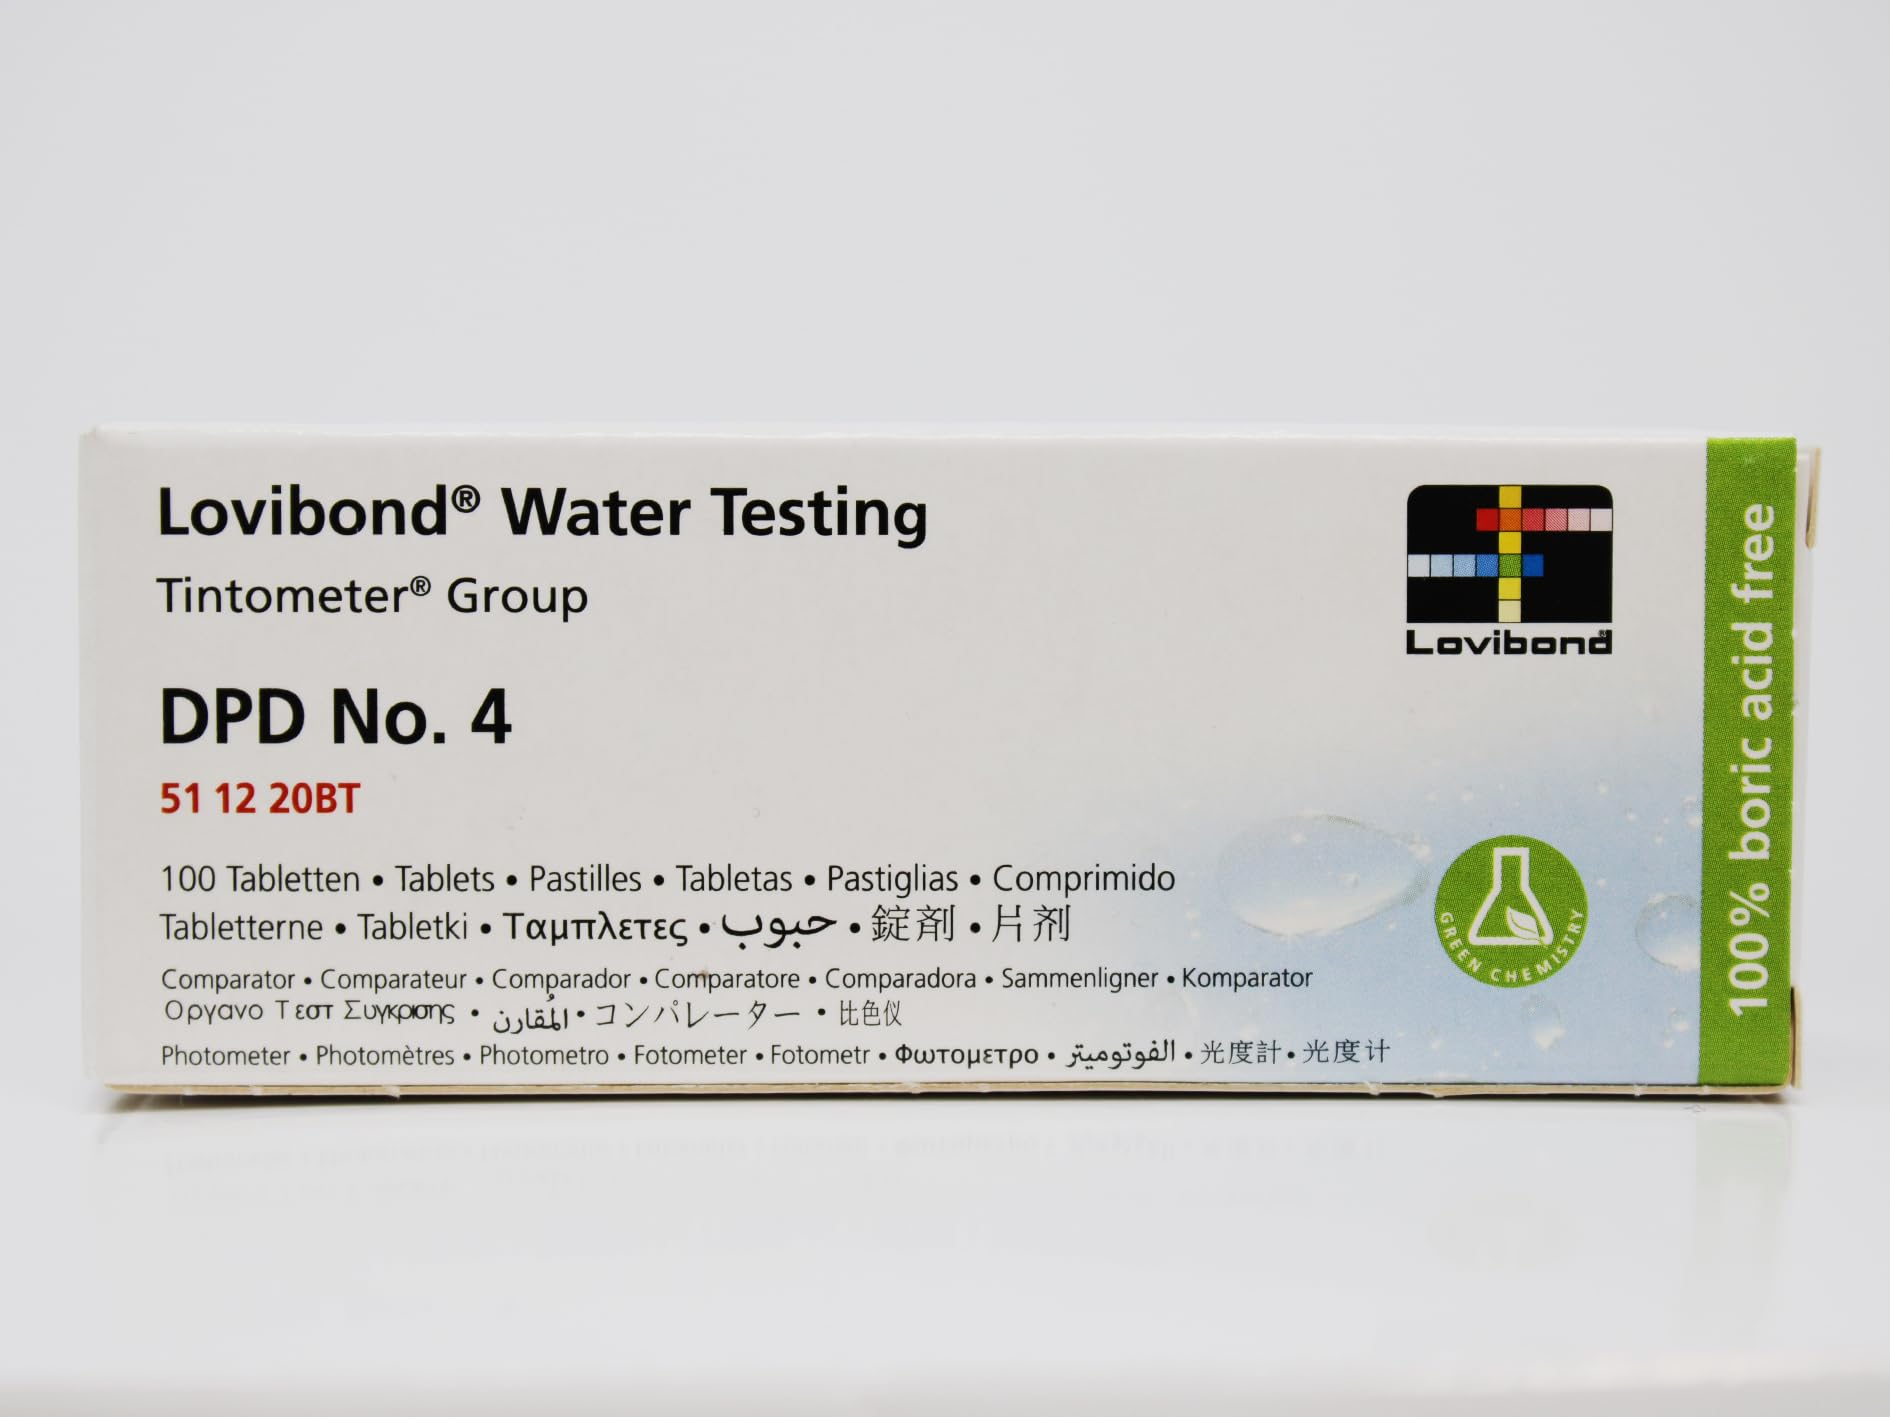 Lovibond® Water Testing
Tintometer® Group
DPD No. 4
51 12 20BT
100 Tabletten • Tablets • Pastilles • Tabletas • Pastiglias • Comprimido
Tabletterne • Tabletki • Ταμπλετες • حبوب • 錠剤 • 片剂
Comparator • Comparateur • Comparador • Comparatore • Comparadora • Sammenligner • Komparator
Οργανο Τεστ Συγκρισης • المُقارن • コンパレーター • 比色仪
Photometer • Photomètres • Photometro • Fotometer • Fotometr • Φωτομετρο • الفوتوميتر • 光度計 • 光度计
Lovibond®
GREEN CHEMISTRY
100% boric acid free